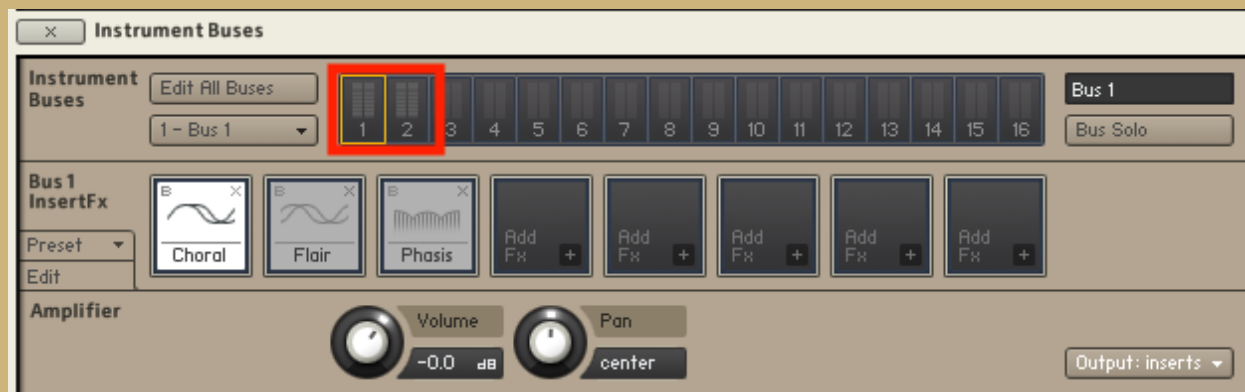 × Instrument Buses
Instrument Buses
Edit All Buses
1 - Bus 1
1 2 3 4 5 6 7 8 9 10 11 12 13 14 15 16
Bus 1
Bus Solo
Bus 1
InsertFx
Preset
Edit
B X
Choral
B X
Flair
B X
Phasis
Add
Fx +
Add
Fx +
Add
Fx +
Add
Fx +
Add
Fx +
Amplifier
Volume
-0.0 dB
Pan
center
Output: inserts